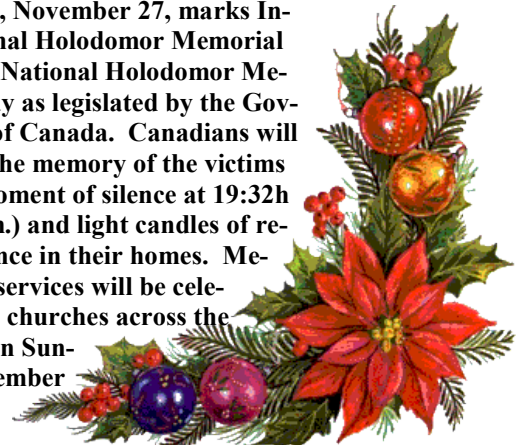 , November 27, marks In-
nal Holodomor Memorial
National Holodomor Me-
y as legislated by the Gov-
of Canada. Canadians will
he memory of the victims
oment of silence at 19:32h
.) and light candles of re-
nce in their homes. Me-
services will be cele-
churches across the
n Sun-
ember